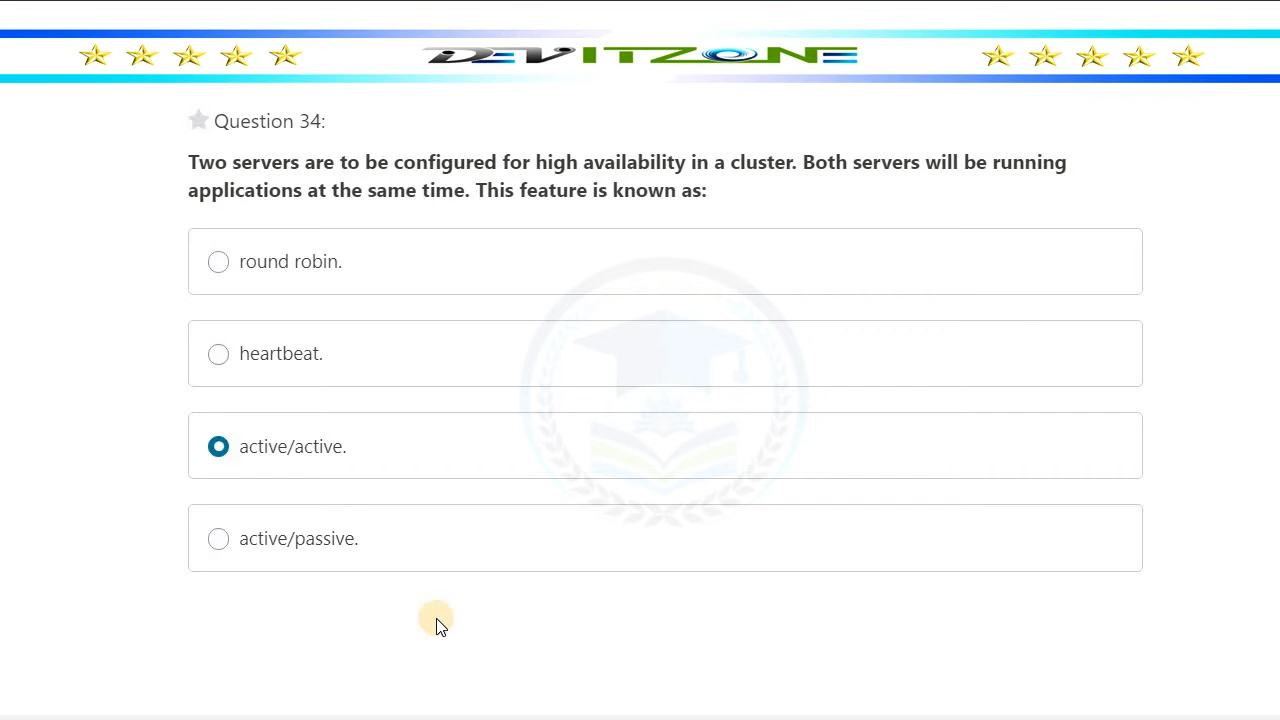 DEVITZONE
Question 34:
Two servers are to be configured for high availability in a cluster. Both servers will be running
applications at the same time. This feature is known as:
round robin.
heartbeat.
active/active.
active/passive.